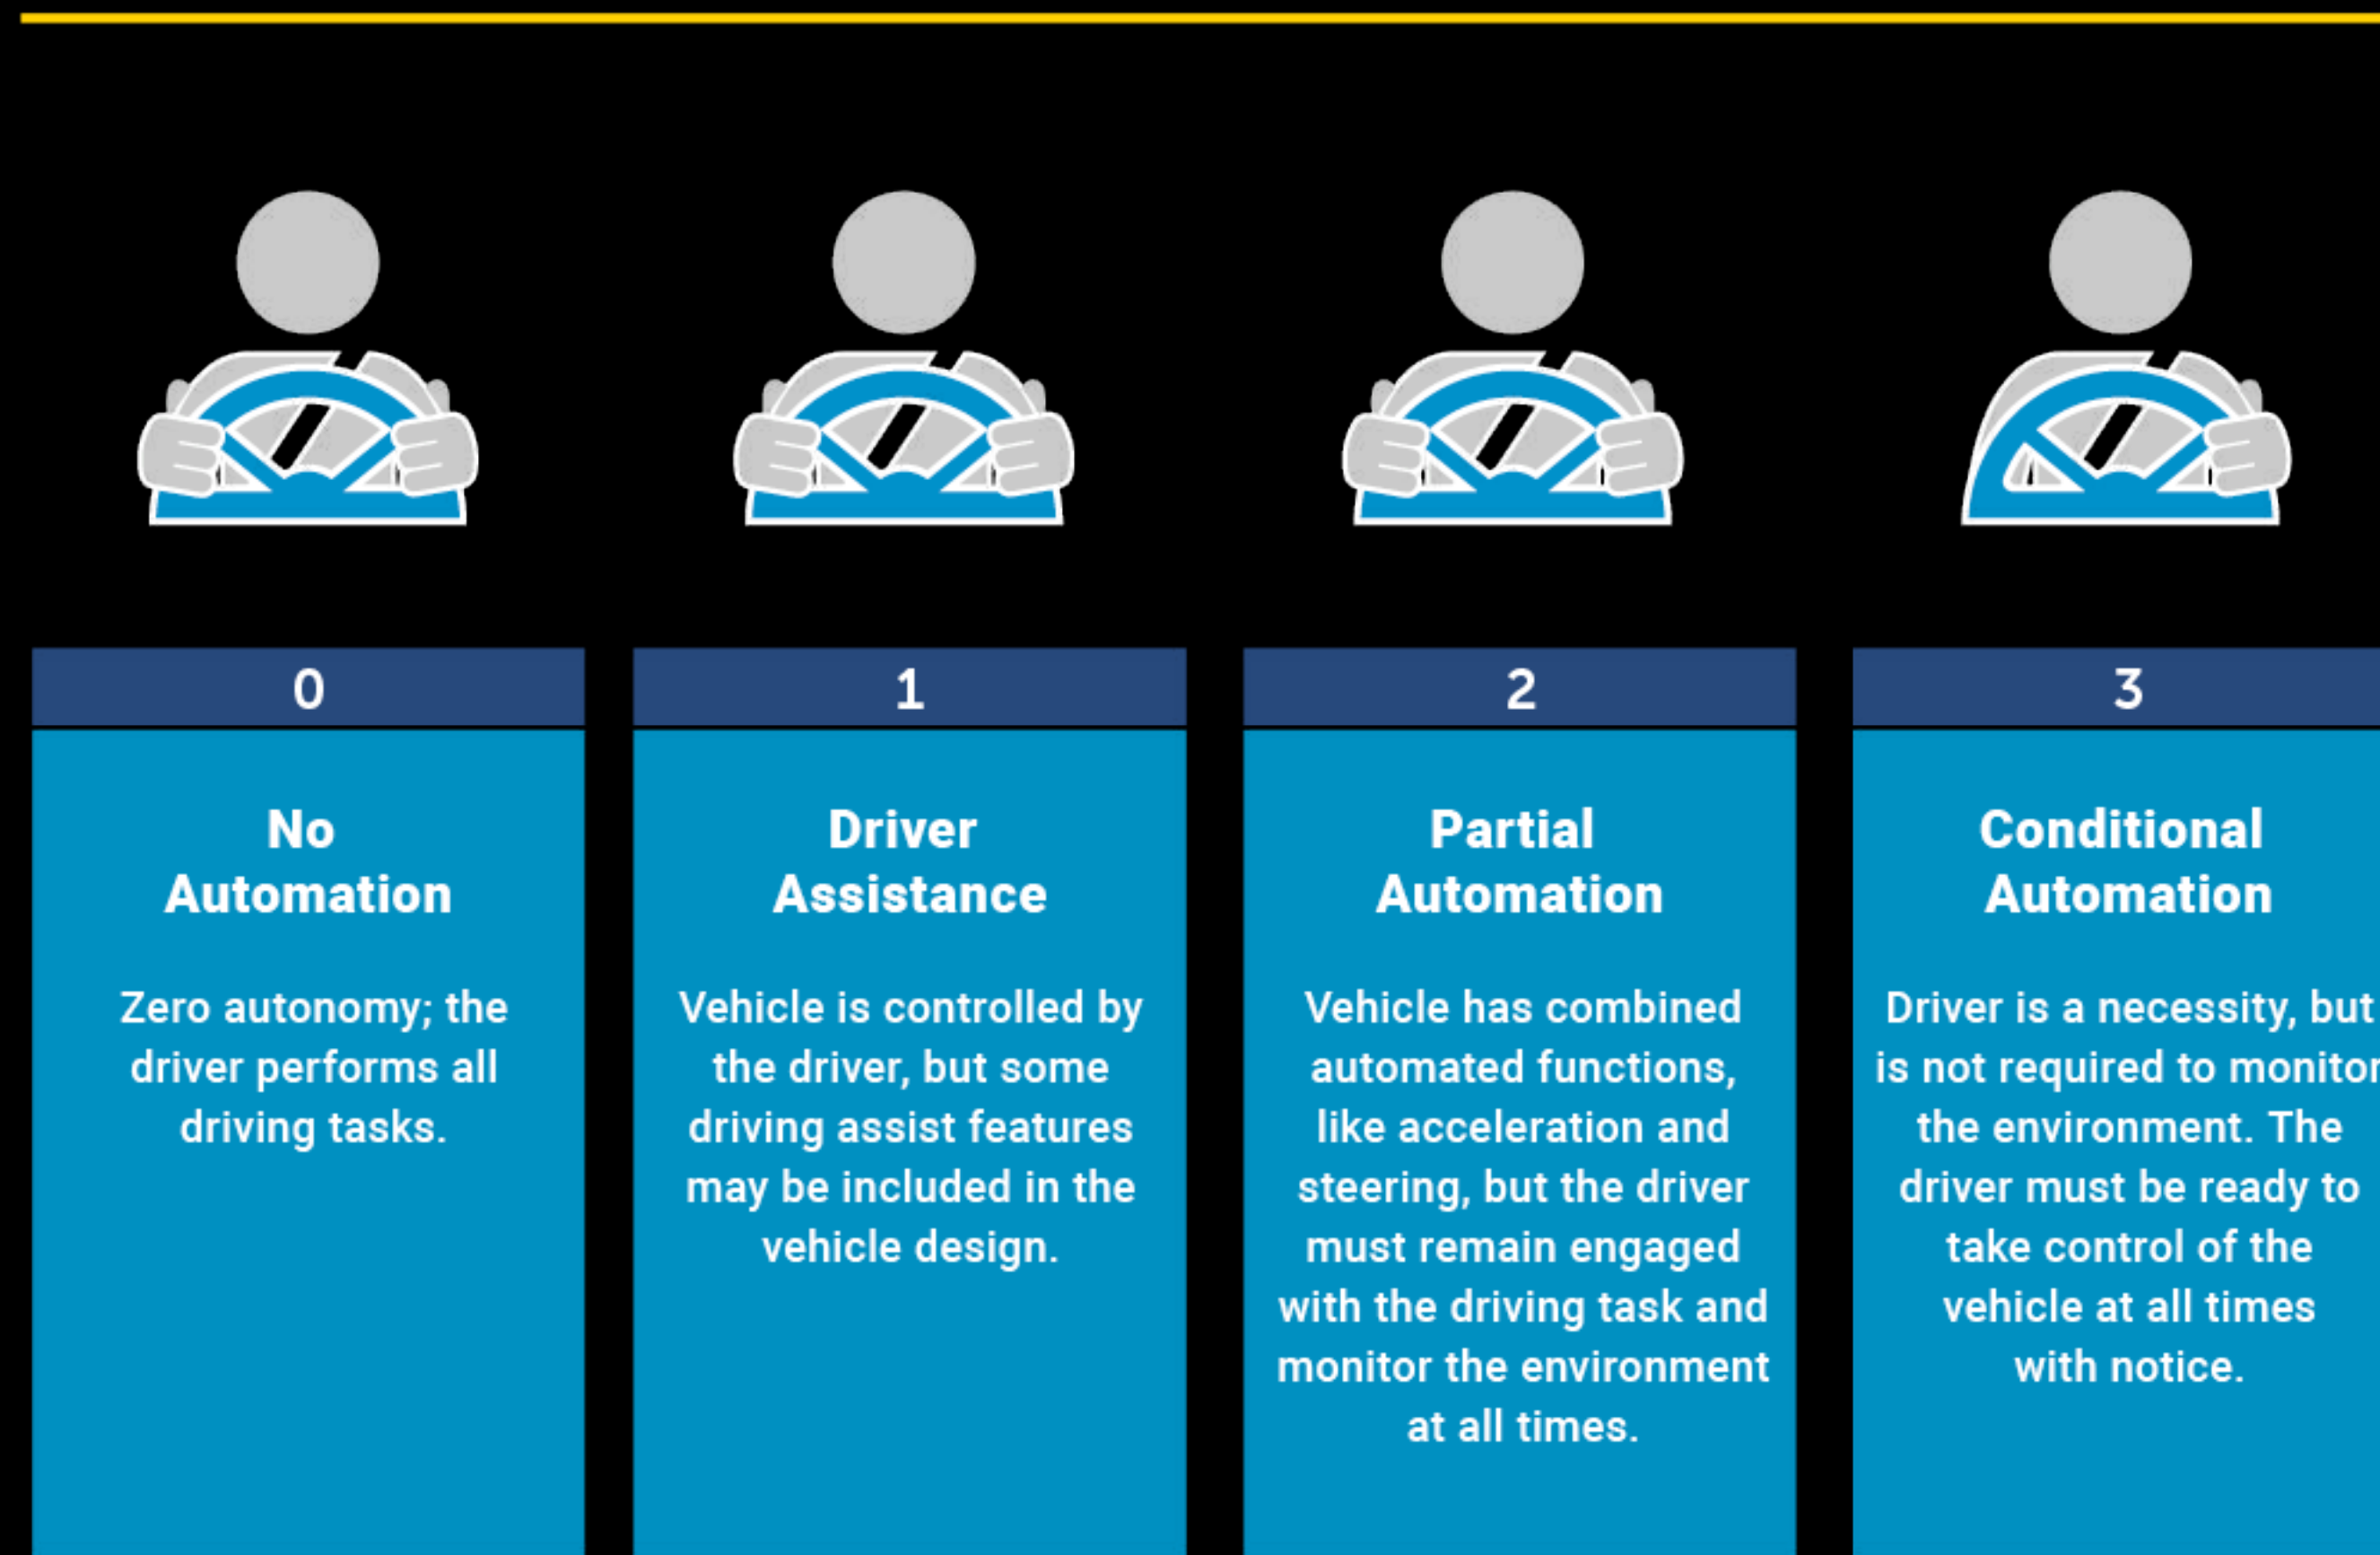 0
No
Automation
Zero autonomy; the
driver performs all
driving tasks.
1
Driver
Assistance
Vehicle is controlled by
the driver, but some
driving assist features
may be included in the
vehicle design.
2
Partial
Automation
Vehicle has combined
automated functions,
like acceleration and
steering, but the driver
must remain engaged
with the driving task and
monitor the environment
at all times.
3
Conditional
Automation
Driver is a necessity, but
is not required to monitor
the environment. The
driver must be ready to
take control of the
vehicle at all times
with notice.